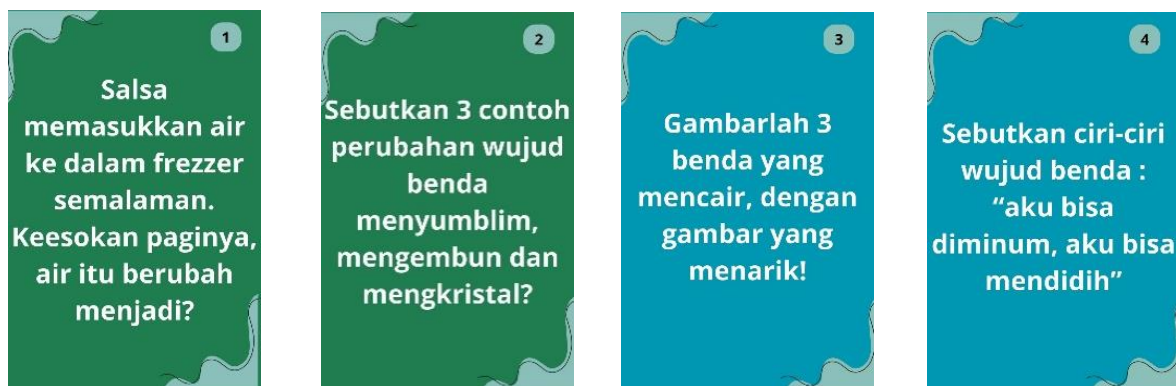 1
Salsa
memasukkan air
ke dalam frezzer
semalaman.
Keesokan paginya,
air itu berubah
menjadi?
2
Sebutkan 3 contoh
perubahan wujud
benda
menyumblim,
mengembun dan
mengkristal?
3
Gambarlah 3
benda yang
mencair, dengan
gambar yang
menarik!
4
Sebutkan ciri-ciri
wujud benda :
“aku bisa
diminum, aku bisa
mendidih”